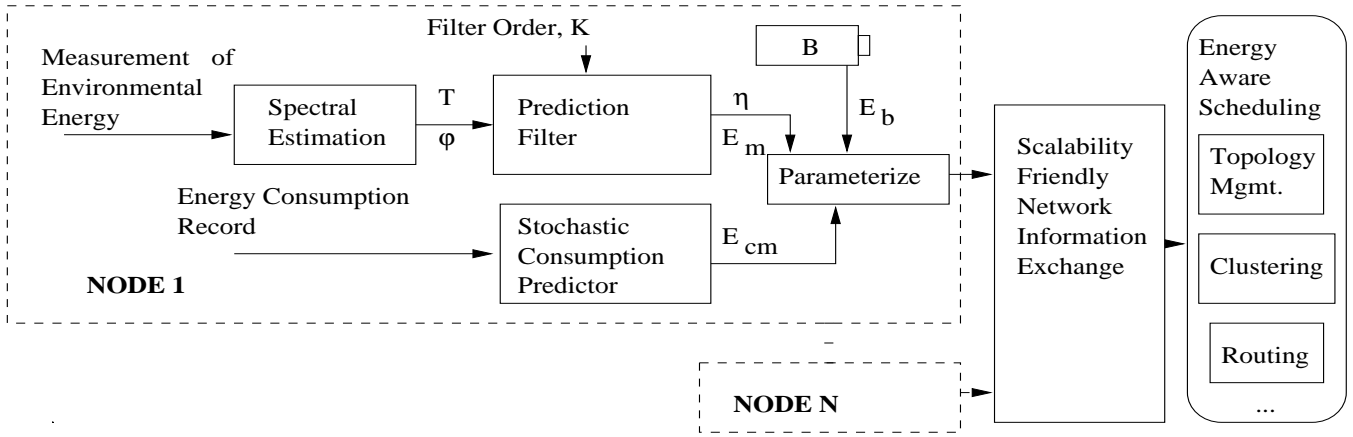 Filter Order, K
Measurement of
Environmental
Energy
Spectral
Estimation
T
φ
Prediction
Filter
η
E m
B
E b
Parameterize
Energy Consumption
Record
Stochastic
Consumption
Predictor
E cm
NODE 1
NODE N
Scalability
Friendly
Network
Information
Exchange
Energy
Aware
Scheduling
Topology
Mgmt.
Clustering
Routing
...